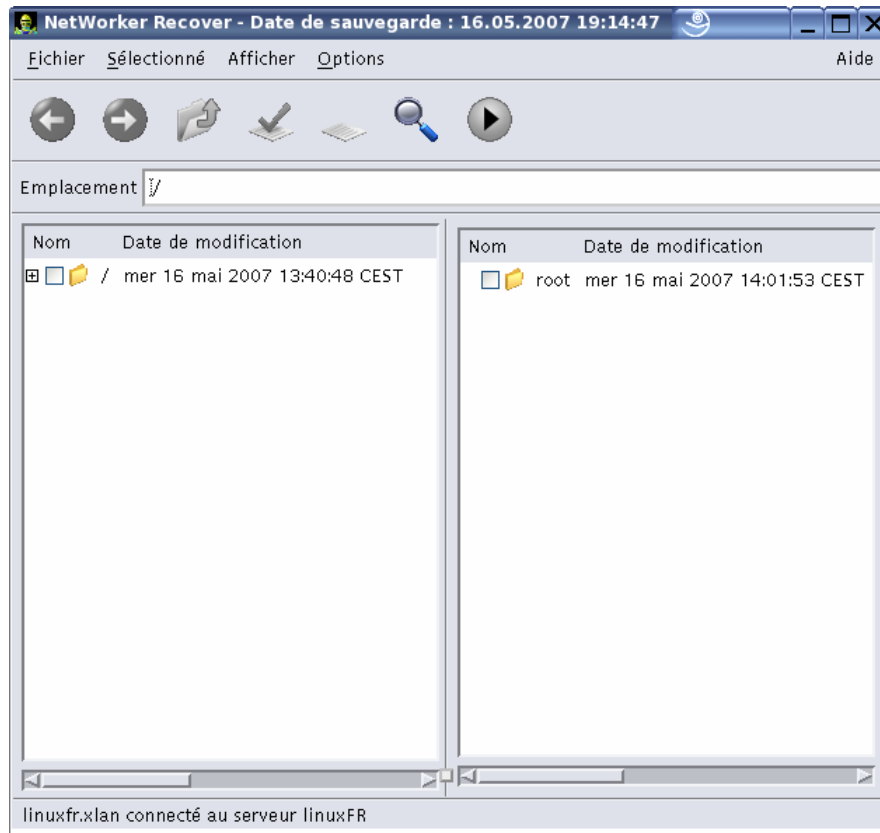 NetWorker Recover - Date de sauvegarde : 16.05.2007 19:14:47
Fichier Sélectionné Afficher Options Aide
Emplacement /
Nom Date de modification
/ mer 16 mai 2007 13:40:48 CEST
Nom Date de modification
root mer 16 mai 2007 14:01:53 CEST
linuxfr.xlan connecté au serveur linuxFR